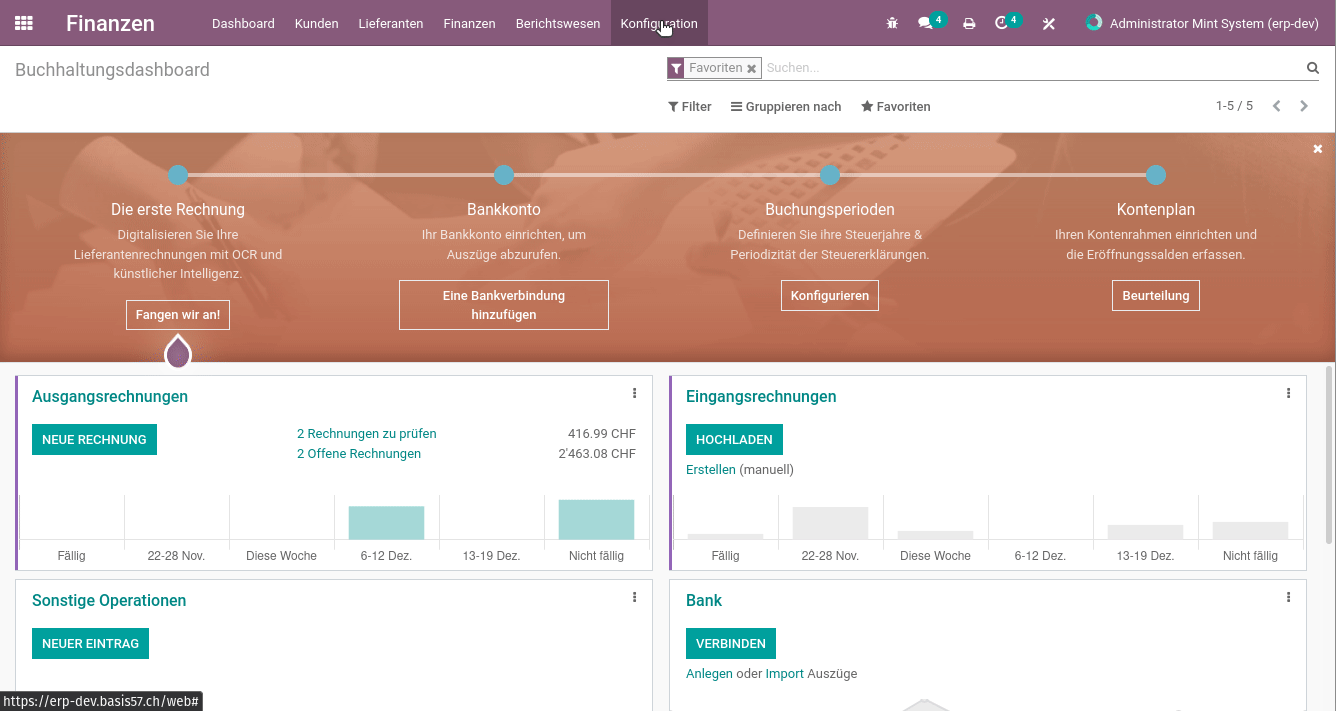 Finanzen Dashboard Kunden Lieferanten Finanzen Berichtswesen Konfiguration 4 4 Administrator Mint System (erp-dev)
Buchhaltungsdashboard Favoriten Suchen...
Filter Gruppieren nach Favoriten 1-5 / 5
Die erste Rechnung
Digitalisieren Sie Ihre
Lieferantenrechnungen mit OCR und
künstlicher Intelligenz.
Fangen wir an!
Bankkonto
Ihr Bankkonto einrichten, um
Auszüge abzurufen.
Eine Bankverbindung
hinzufügen
Buchungsperioden
Definieren Sie ihre Steuerjahre &
Periodizität der Steuererklärungen.
Konfigurieren
Kontenplan
Ihren Kontenrahmen einrichten und
die Eröffnungssalden erfassen.
Beurteilung
Ausgangsrechnungen
NEUE RECHNUNG
2 Rechnungen zu prüfen 416.99 CHF
2 Offene Rechnungen 2'463.08 CHF
Fällig 22-28 Nov. Diese Woche 6-12 Dez. 13-19 Dez. Nicht fällig
Eingangsrechnungen
HOCHLADEN
Erstellen (manuell)
Fällig 22-28 Nov. Diese Woche 6-12 Dez. 13-19 Dez. Nicht fällig
Sonstige Operationen
NEUER EINTRAG
Bank
VERBINDEN
Anlegen oder Import Auszüge
https://erp-dev.basis57.ch/web#